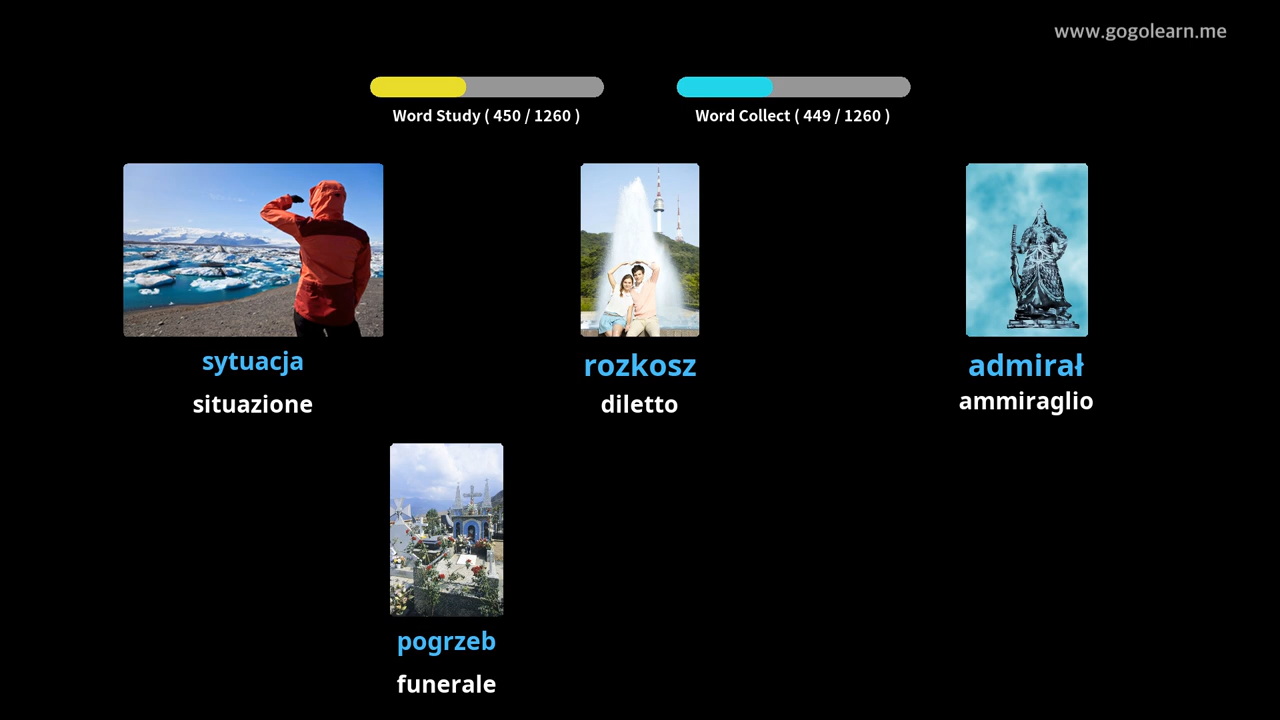 www.gogolearn.me
Word Study ( 450 / 1260 )
Word Collect ( 449 / 1260 )
sytuacja
situazione
rozkosz
diletto
admirał
ammiraglio
pogrzeb
funerale